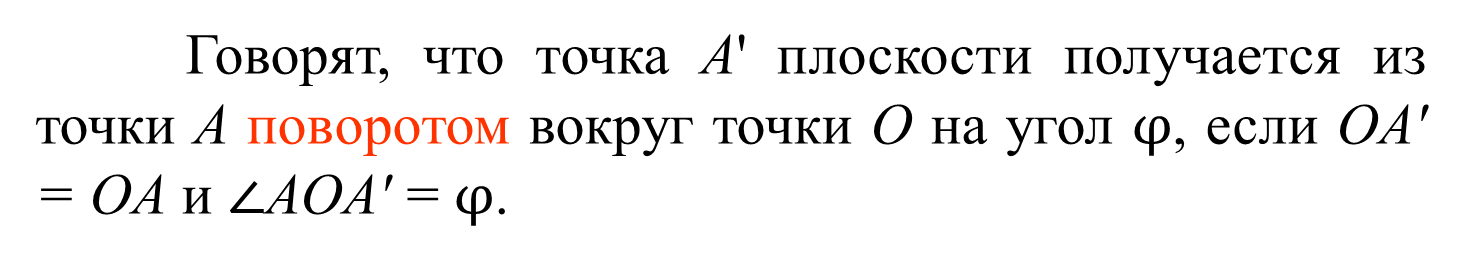 Говорят, что точка A' плоскости получается из
точки A поворотом вокруг точки O на угол φ, если OA'
= OA и ∠AOA' = φ.